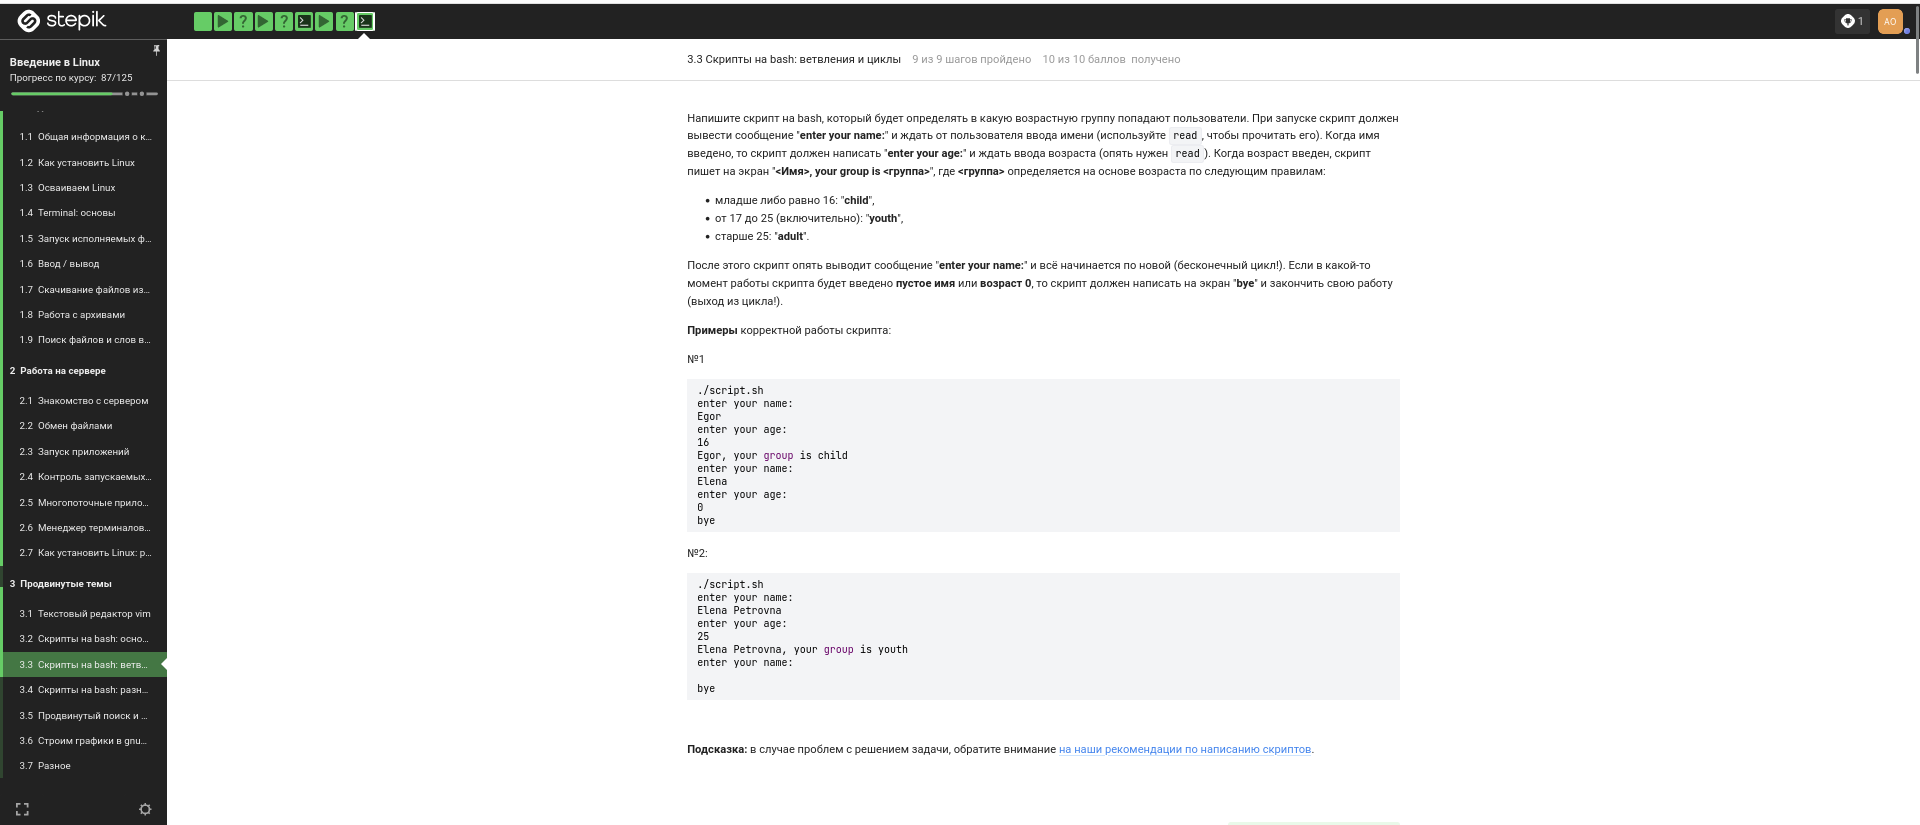 stepik
1
AO
Введение в Linux
Прогресс по курсу: 87/125
1.1 Общая информация о к...
1.2 Как установить Linux
1.3 Осваиваем Linux
1.4 Terminal: основы
1.5 Запуск исполняемых ф...
1.6 Ввод / вывод
1.7 Скачивание файлов из...
1.8 Работа с архивами
1.9 Поиск файлов и слов в...
2 Работа на сервере
2.1 Знакомство с сервером
2.2 Обмен файлами
2.3 Запуск приложений
2.4 Контроль запускаемых...
2.5 Многопоточные прило...
2.6 Менеджер терминалов...
2.7 Как установить Linux: р...
3 Продвинутые темы
3.1 Текстовый редактор vim
3.2 Скрипты на bash: осно...
3.3 Скрипты на bash: ветв...
3.4 Скрипты на bash: разн...
3.5 Продвинутый поиск и ...
3.6 Строим графики в gnu...
3.7 Разное
3.3 Скрипты на bash: ветвления и циклы 9 из 9 шагов пройдено 10 из 10 баллов получено
Напишите скрипт на bash, который будет определять в какую возрастную группу попадают пользователи. При запуске скрипт должен
вывести сообщение "enter your name:" и ждать от пользователя ввода имени (используйте read, чтобы прочитать его). Когда имя
введено, то скрипт должен написать "enter your age:" и ждать ввода возраста (опять нужен read). Когда возраст введен, скрипт
пишет на экран "<Имя>, your group is <группа>", где <группа> определяется на основе возраста по следующим правилам:
• младше либо равно 16: "child",
• от 17 до 25 (включительно): "youth",
• старше 25: "adult".
После этого скрипт опять выводит сообщение "enter your name:" и всё начинается по новой (бесконечный цикл!). Если в какой-то
момент работы скрипта будет введено пустое имя или возраст 0, то скрипт должен написать на экран "bye" и закончить свою работу
(выход из цикла!).
Примеры корректной работы скрипта:
№1
./script.sh
enter your name:
Egor
enter your age:
16
Egor, your group is child
enter your name:
Elena
enter your age:
0
bye
№2:
./script.sh
enter your name:
Elena Petrovna
enter your age:
25
Elena Petrovna, your group is youth
enter your name:
bye
Подсказка: в случае проблем с решением задачи, обратите внимание на наши рекомендации по написанию скриптов.